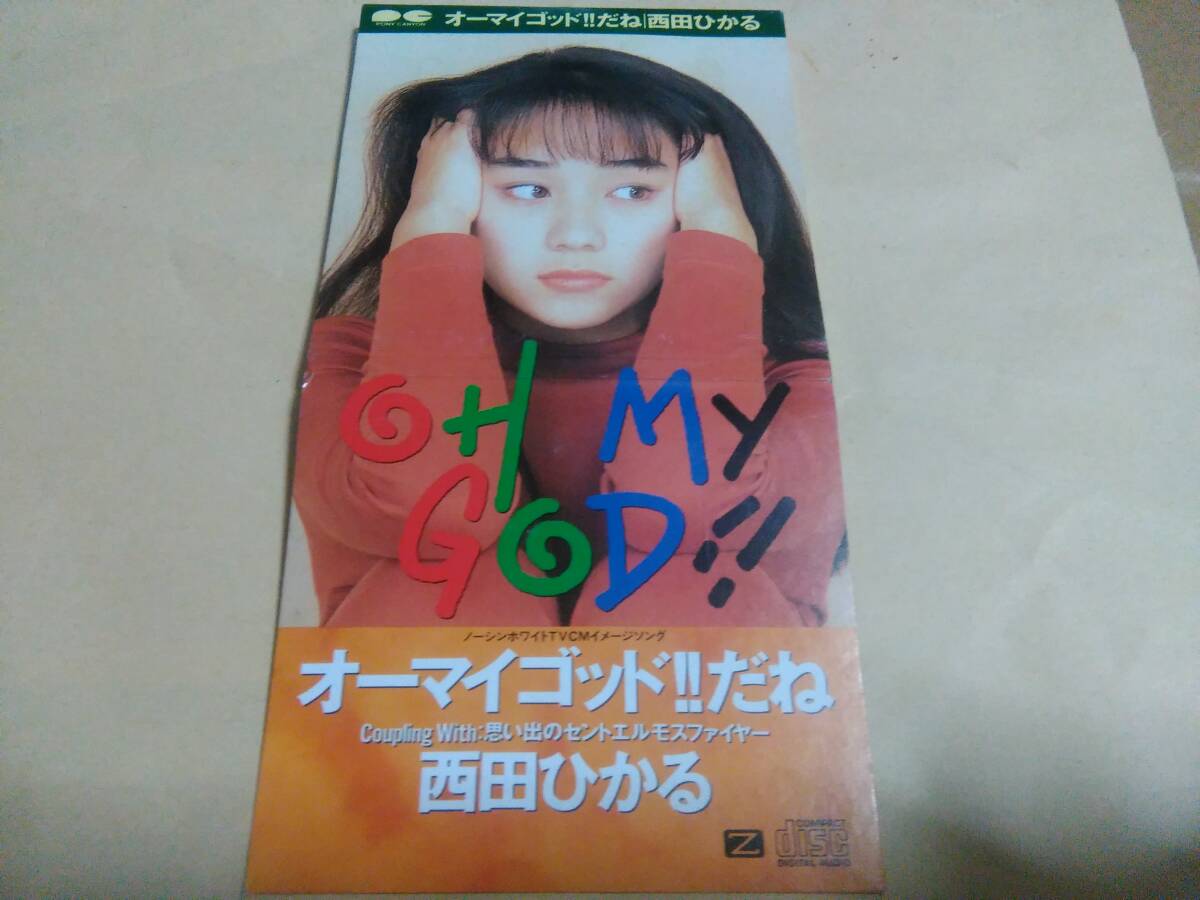 PONY CANYON
オーマイゴッド!!だね|西田ひかる
OH MY
GOD!!
ノーシンホワイトTVCMイメージソング
オーマイゴッド!!だね
Coupling With:思い出のセントエルモスファイヤー
西田ひかる
Z
COMPACT
disc
DIGITAL AUDIO